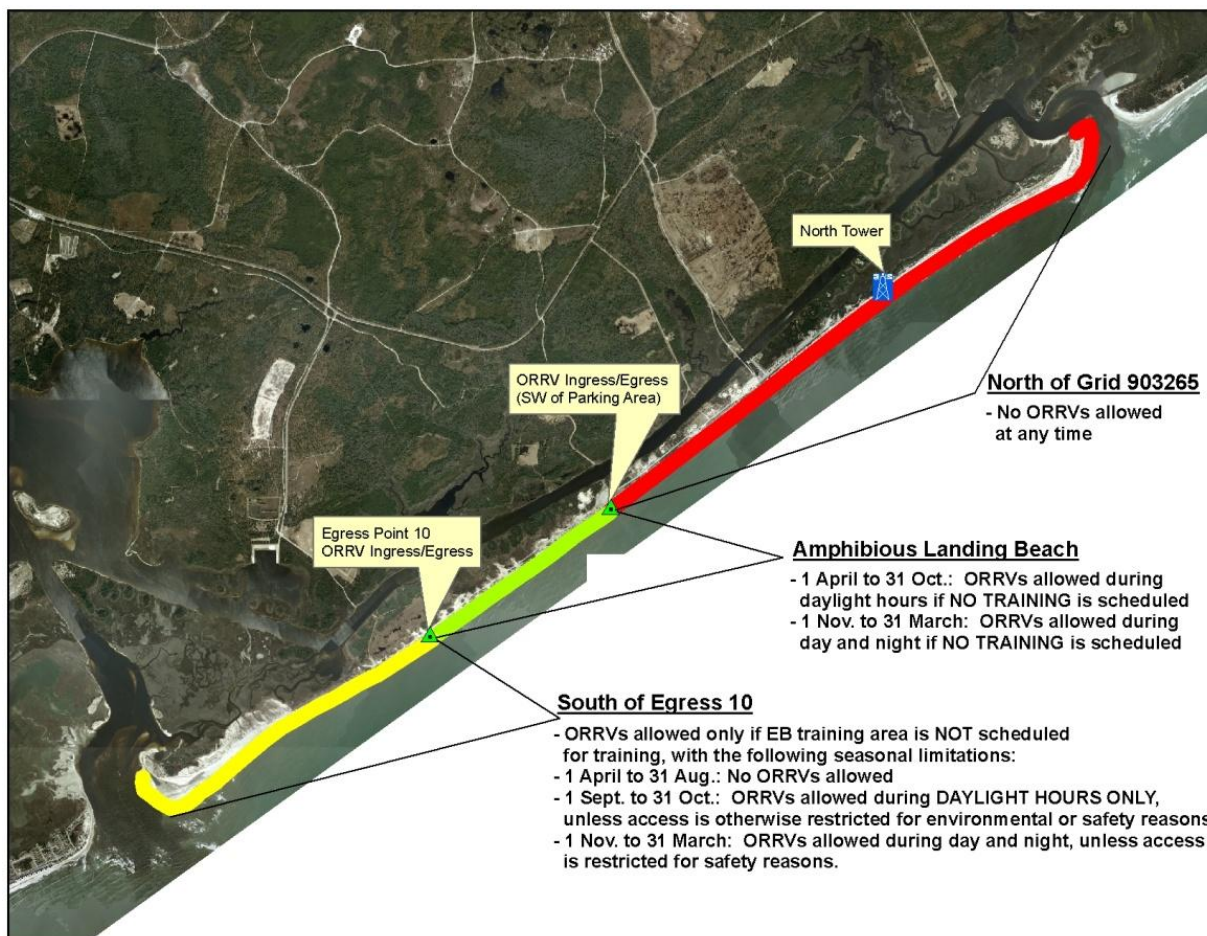 North Tower
ORRV Ingress/Egress
(SW of Parking Area)
North of Grid 903265
- No ORRVs allowed
at any time
Egress Point 10
ORRV Ingress/Egress
Amphibious Landing Beach
- 1 April to 31 Oct.: ORRVs allowed during
daylight hours if NO TRAINING is scheduled
- 1 Nov. to 31 March: ORRVs allowed during
day and night if NO TRAINING is scheduled
South of Egress 10
- ORRVs allowed only if EB training area is NOT scheduled
for training, with the following seasonal limitations:
- 1 April to 31 Aug.: No ORRVs allowed
- 1 Sept. to 31 Oct.: ORRVs allowed during DAYLIGHT HOURS ONLY,
unless access is otherwise restricted for environmental or safety reasons
- 1 Nov. to 31 March: ORRVs allowed during day and night, unless access
is restricted for safety reasons.